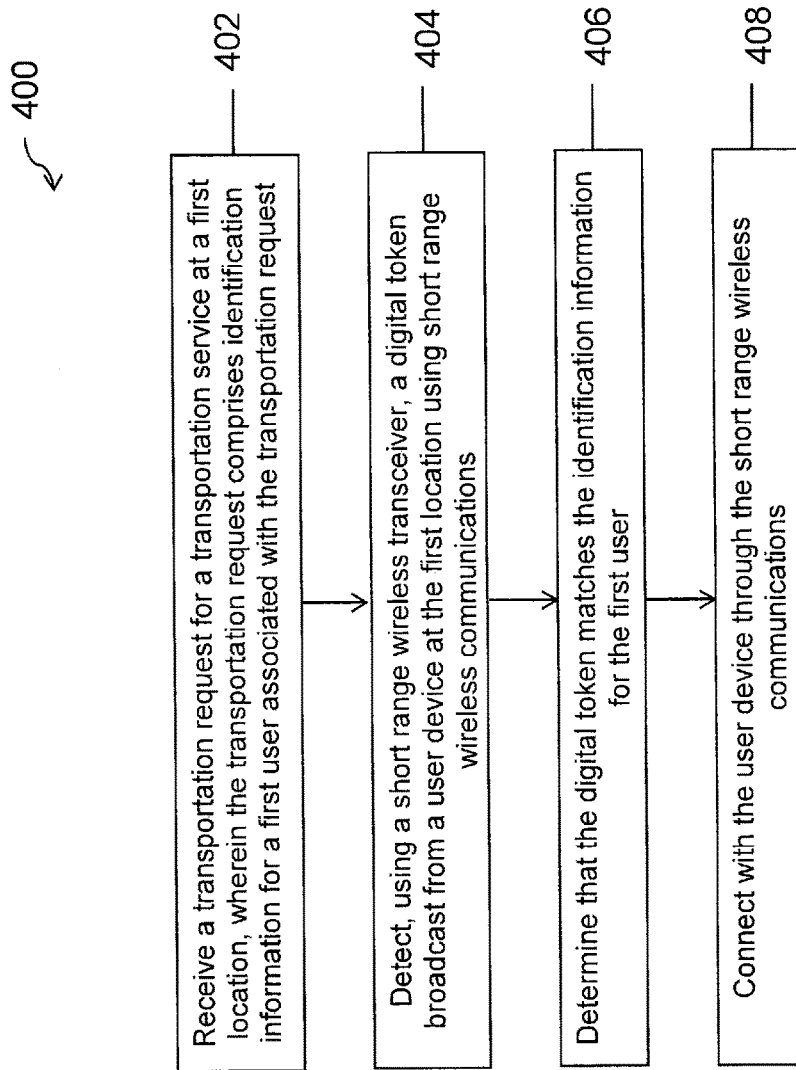 400
Receive a transportation request for a transportation service at a first
location, wherein the transportation request comprises identification
information for a first user associated with the transportation request
402
Detect, using a short range wireless transceiver, a digital token
broadcast from a user device at the first location using short range
wireless communications
404
Determine that the digital token matches the identification information
for the first user
406
Connect with the user device through the short range wireless
communications
408